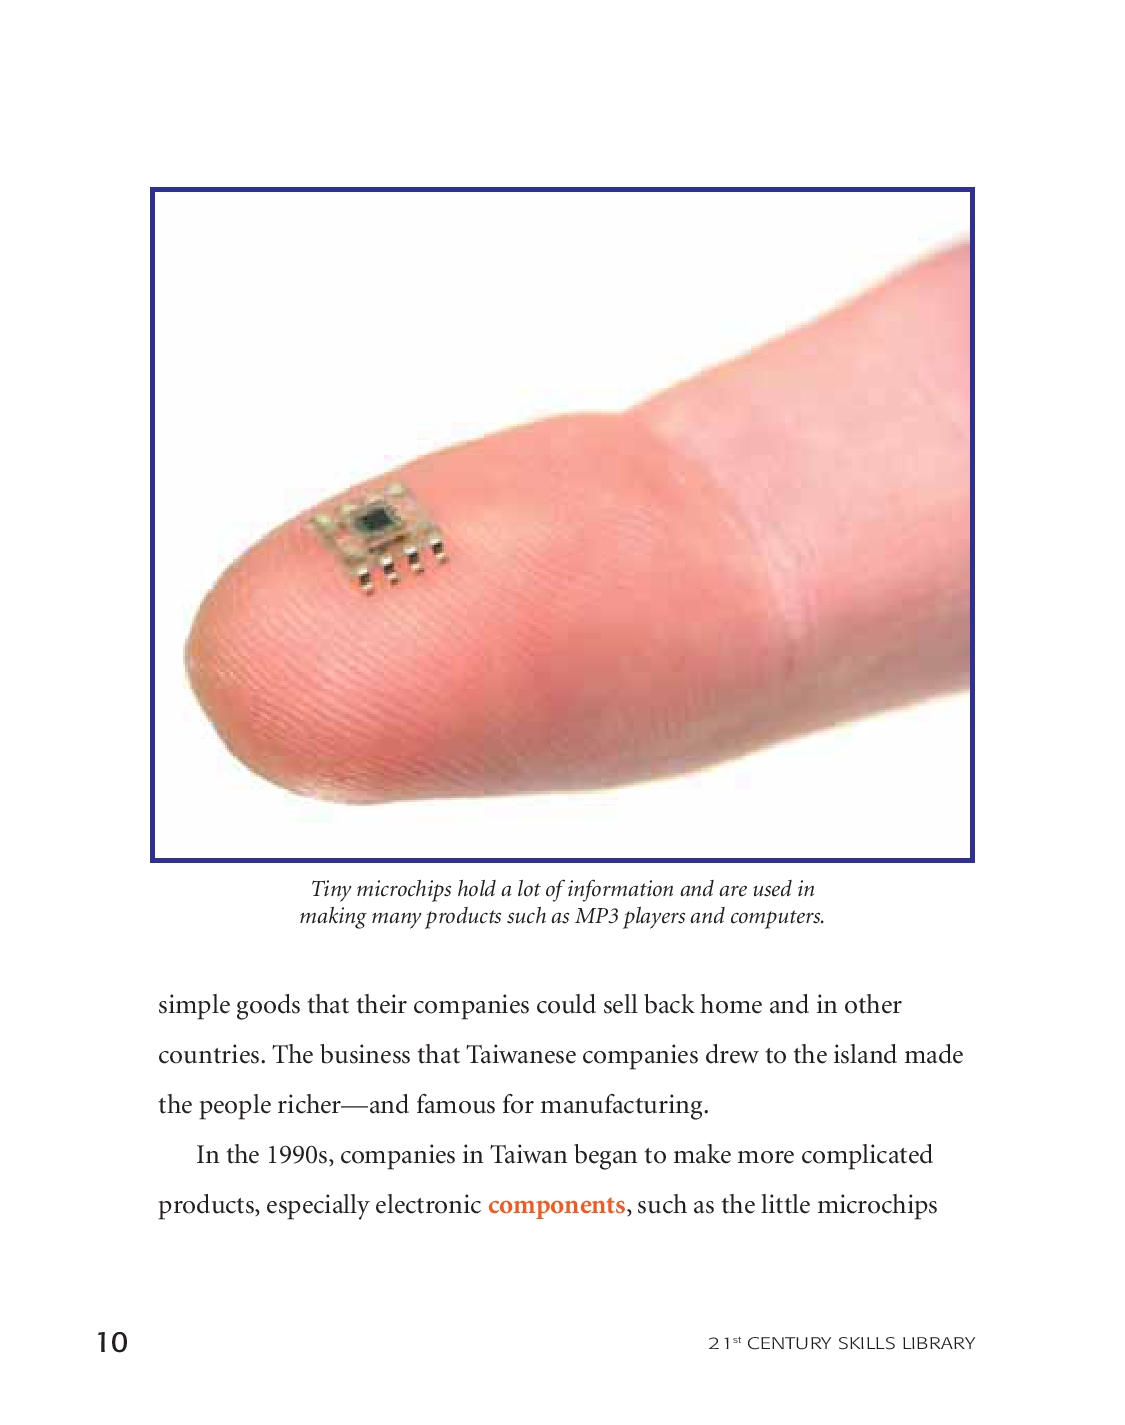 Tiny microchips hold a lot of information and are used in
making many products such as MP3 players and computers.
simple goods that their companies could sell back home and in other
countries. The business that Taiwanese companies drew to the island made
the people richer—and famous for manufacturing.
In the 1990s, companies in Taiwan began to make more complicated
products, especially electronic components, such as the little microchips
10
21st CENTURY SKILLS LIBRARY